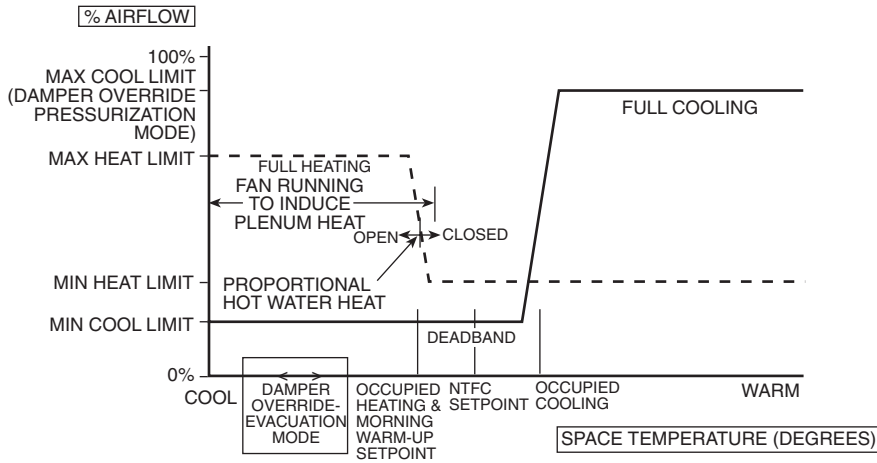 % AIRFLOW
100%
MAX COOL LIMIT
(DAMPER OVERRIDE
PRESSURIZATION
MODE)
MAX HEAT LIMIT
MIN HEAT LIMIT
MIN COOL LIMIT
0%
FULL COOLING
FULL HEATING
FAN RUNNING
TO INDUCE
PLENUM HEAT
OPEN
CLOSED
PROPORTIONAL
HOT WATER HEAT
DEADBAND
COOL
DAMPER
OVERRIDE-
EVACUATION
MODE
OCCUPIED
HEATING &
MORNING
WARM-UP
SETPOINT
NTFC
SETPOINT
OCCUPIED
COOLING
WARM
SPACE TEMPERATURE (DEGREES)